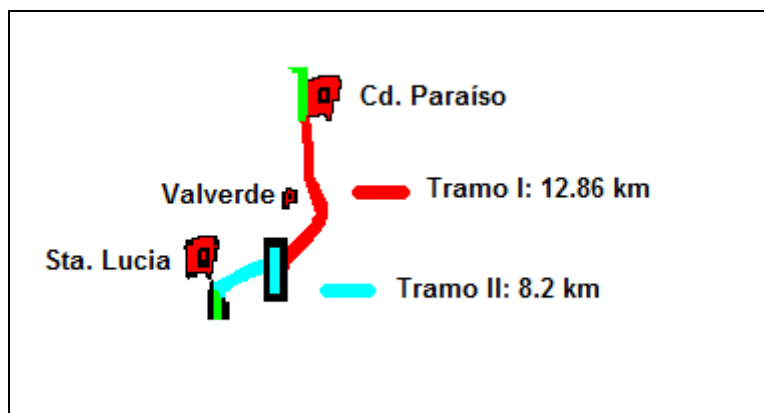 Cd. Paraíso
Valverde
Tramo I: 12.86 km
Sta. Lucia
Tramo II: 8.2 km